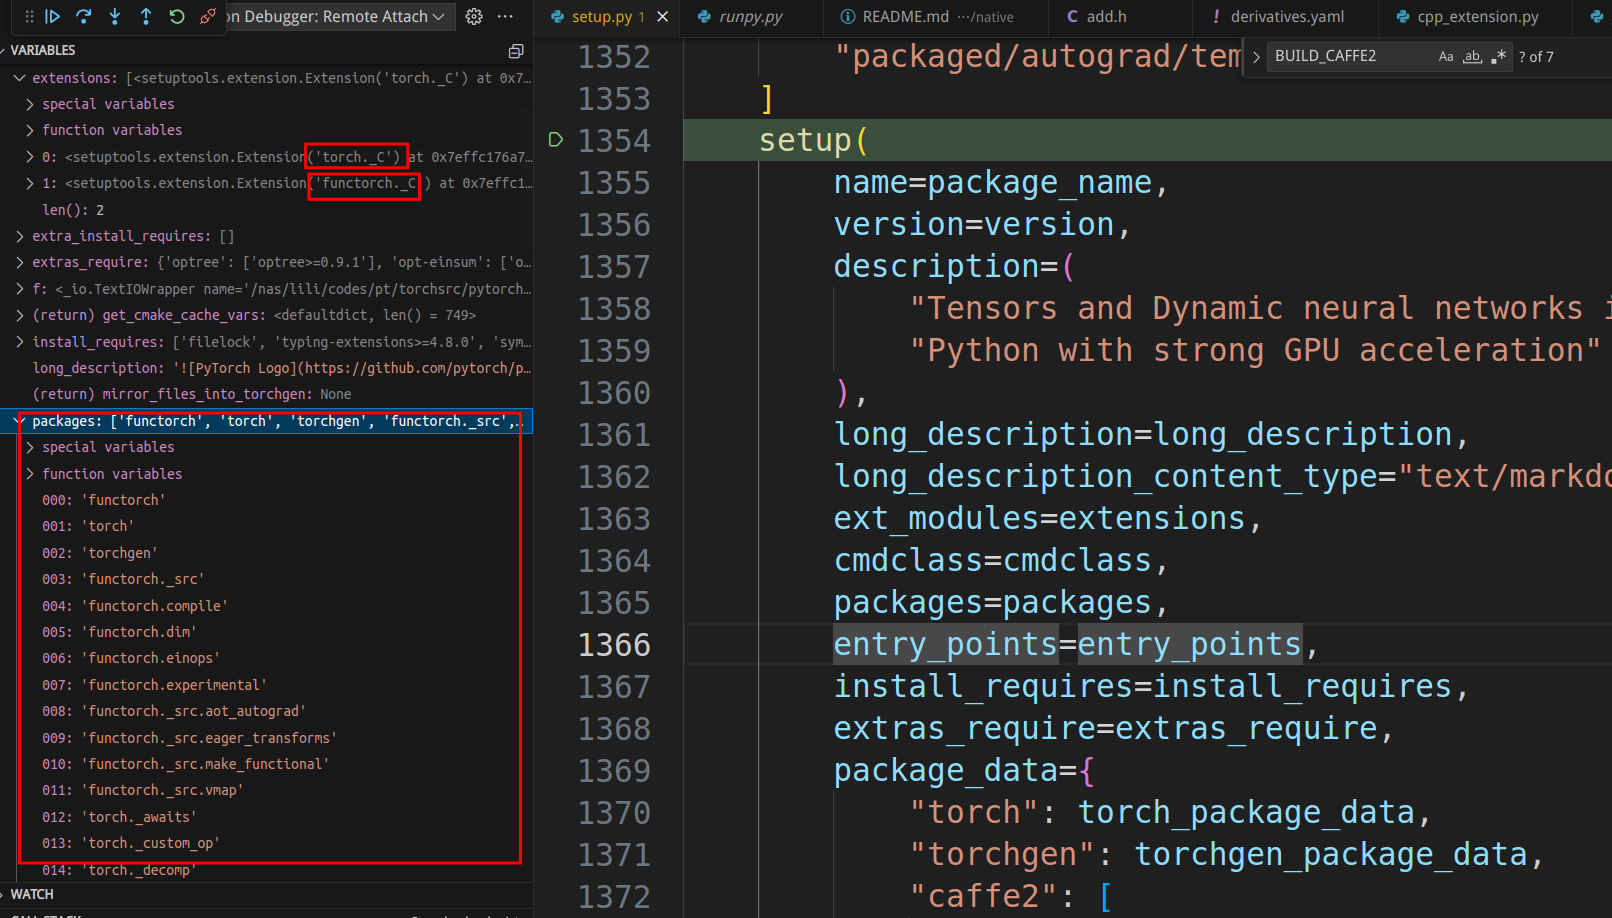 n Debugger: Remote Attach
setup.py 1
runpy.py
README.md ···/native
C add.h
! derivatives.yaml
cpp_extension.py
BUILD_CAFFE2
Aa ab .* ? of 7
VARIABLES
extensions: [<setuptools.extension.Extension('torch._C') at 0x7…
special variables
function variables
0: <setuptools.extension.Extension('torch._C') at 0x7effc176a7…
1: <setuptools.extension.Extension('functorch._C') at 0x7effc1…
len(): 2
extra_install_requires: []
extras_require: {'optree': ['optree>=0.9.1'], 'opt-einsum': ['o…
f: <_io.TextIOWrapper name='/nas/lili/codes/pt/torchsrc/pytorch…
(return) get_cmake_cache_vars: <defaultdict, len() = 749>
install_requires: ['filelock', 'typing-extensions>=4.8.0', 'sym…
long_description: '![PyTorch Logo](https://github.com/pytorch/p…
(return) mirror_files_into_torchgen: None
packages: ['functorch', 'torch', 'torchgen', 'functorch._src',…
special variables
function variables
000: 'functorch'
001: 'torch'
002: 'torchgen'
003: 'functorch._src'
004: 'functorch.compile'
005: 'functorch.dim'
006: 'functorch.einops'
007: 'functorch.experimental'
008: 'functorch._src.aot_autograd'
009: 'functorch._src.eager_transforms'
010: 'functorch._src.make_functional'
011: 'functorch._src.vmap'
012: 'torch._awaits'
013: 'torch._custom_op'
014: 'torch._decomp'
WATCH
1352 "packaged/autograd/tem
1353 ]
1354 setup(
1355 name=package_name,
1356 version=version,
1357 description=(
1358 "Tensors and Dynamic neural networks i
1359 "Python with strong GPU acceleration"
1360 ),
1361 long_description=long_description,
1362 long_description_content_type="text/markdo
1363 ext_modules=extensions,
1364 cmdclass=cmdclass,
1365 packages=packages,
1366 entry_points=entry_points,
1367 install_requires=install_requires,
1368 extras_require=extras_require,
1369 package_data={
1370 "torch": torch_package_data,
1371 "torchgen": torchgen_package_data,
1372 "caffe2": [